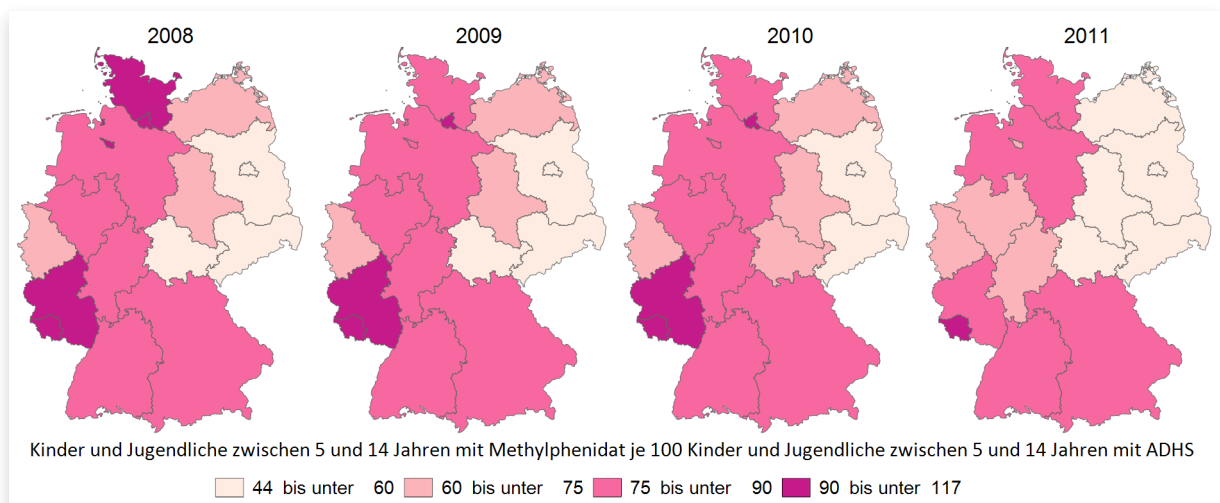 2008 2009 2010 2011
Kinder und Jugendliche zwischen 5 und 14 Jahren mit Methylphenidat je 100 Kinder und Jugendliche zwischen 5 und 14 Jahren mit ADHS
44 bis unter 60 60 bis unter 75 75 bis unter 90 90 bis unter 117